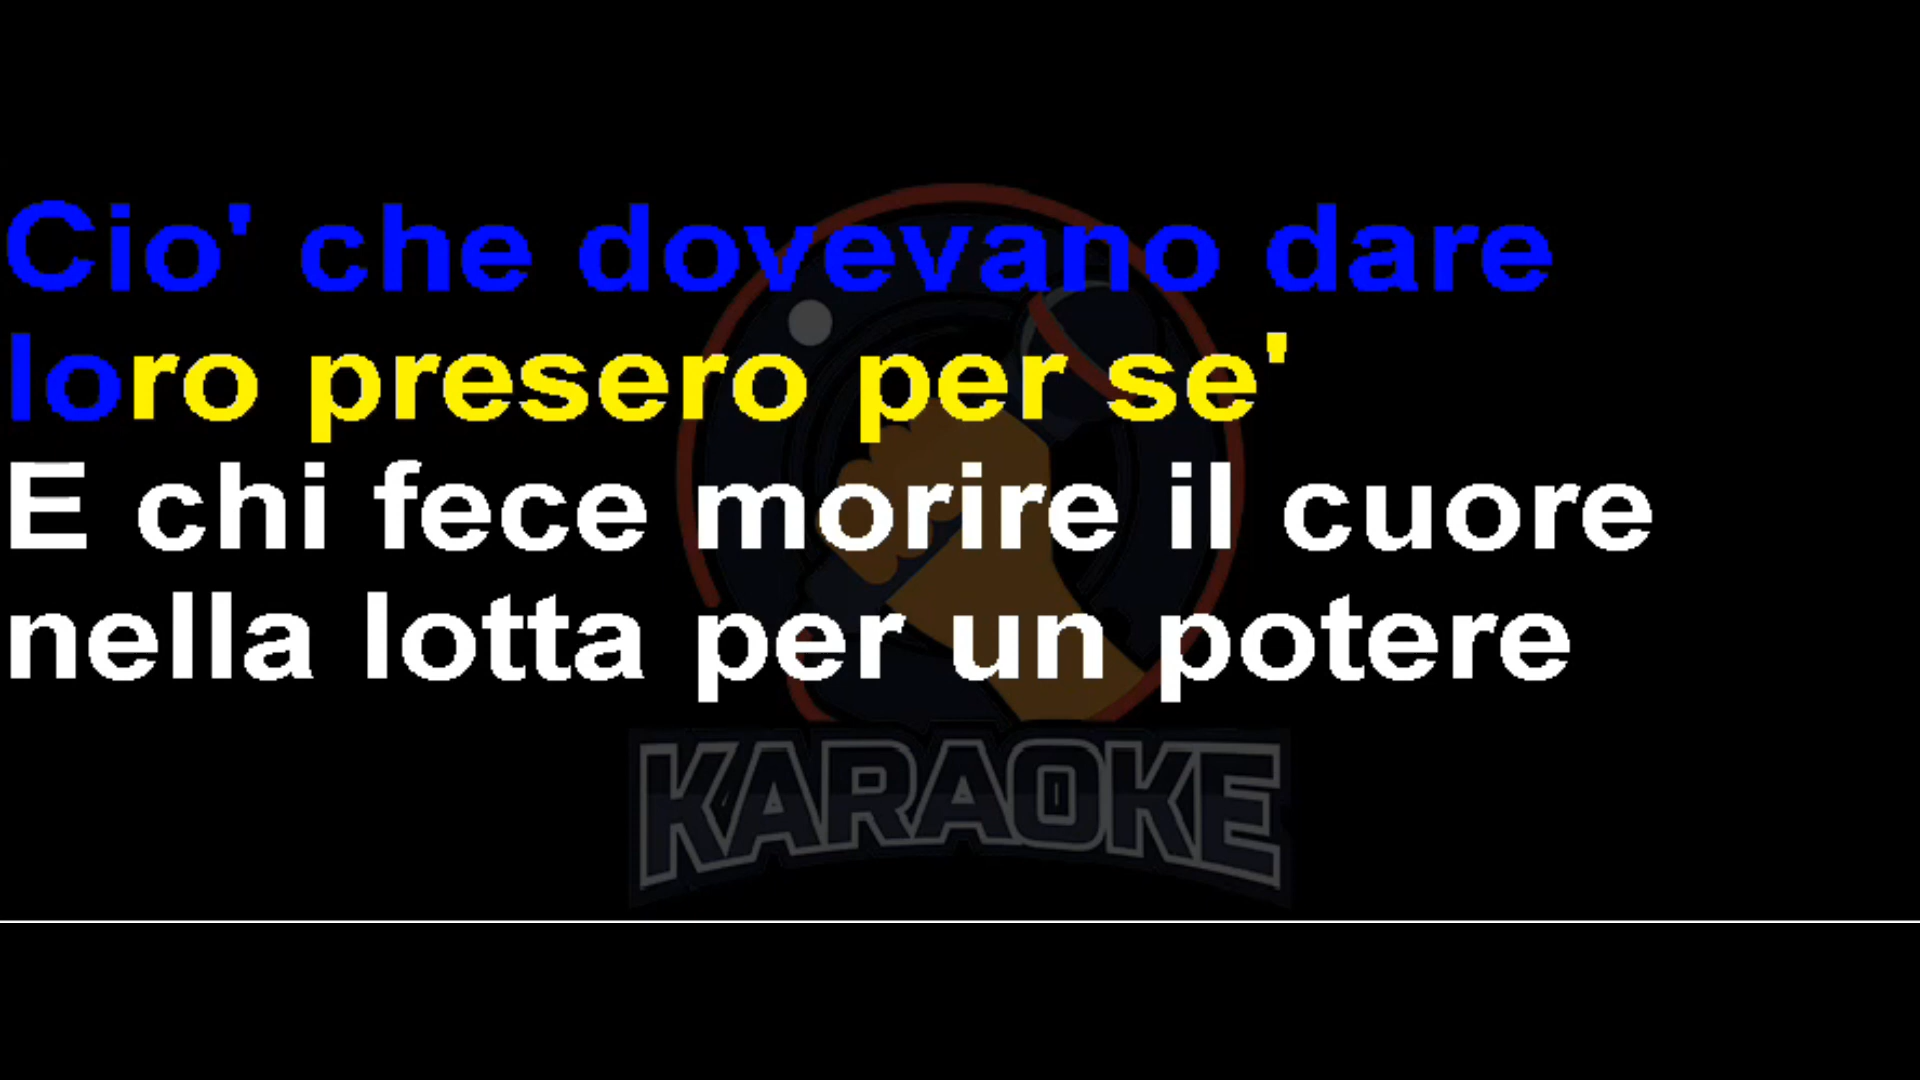 Cio' che dovevano dare
loro presero per se'
E chi fece morire il cuore
nella lotta per un potere
KARAOKE